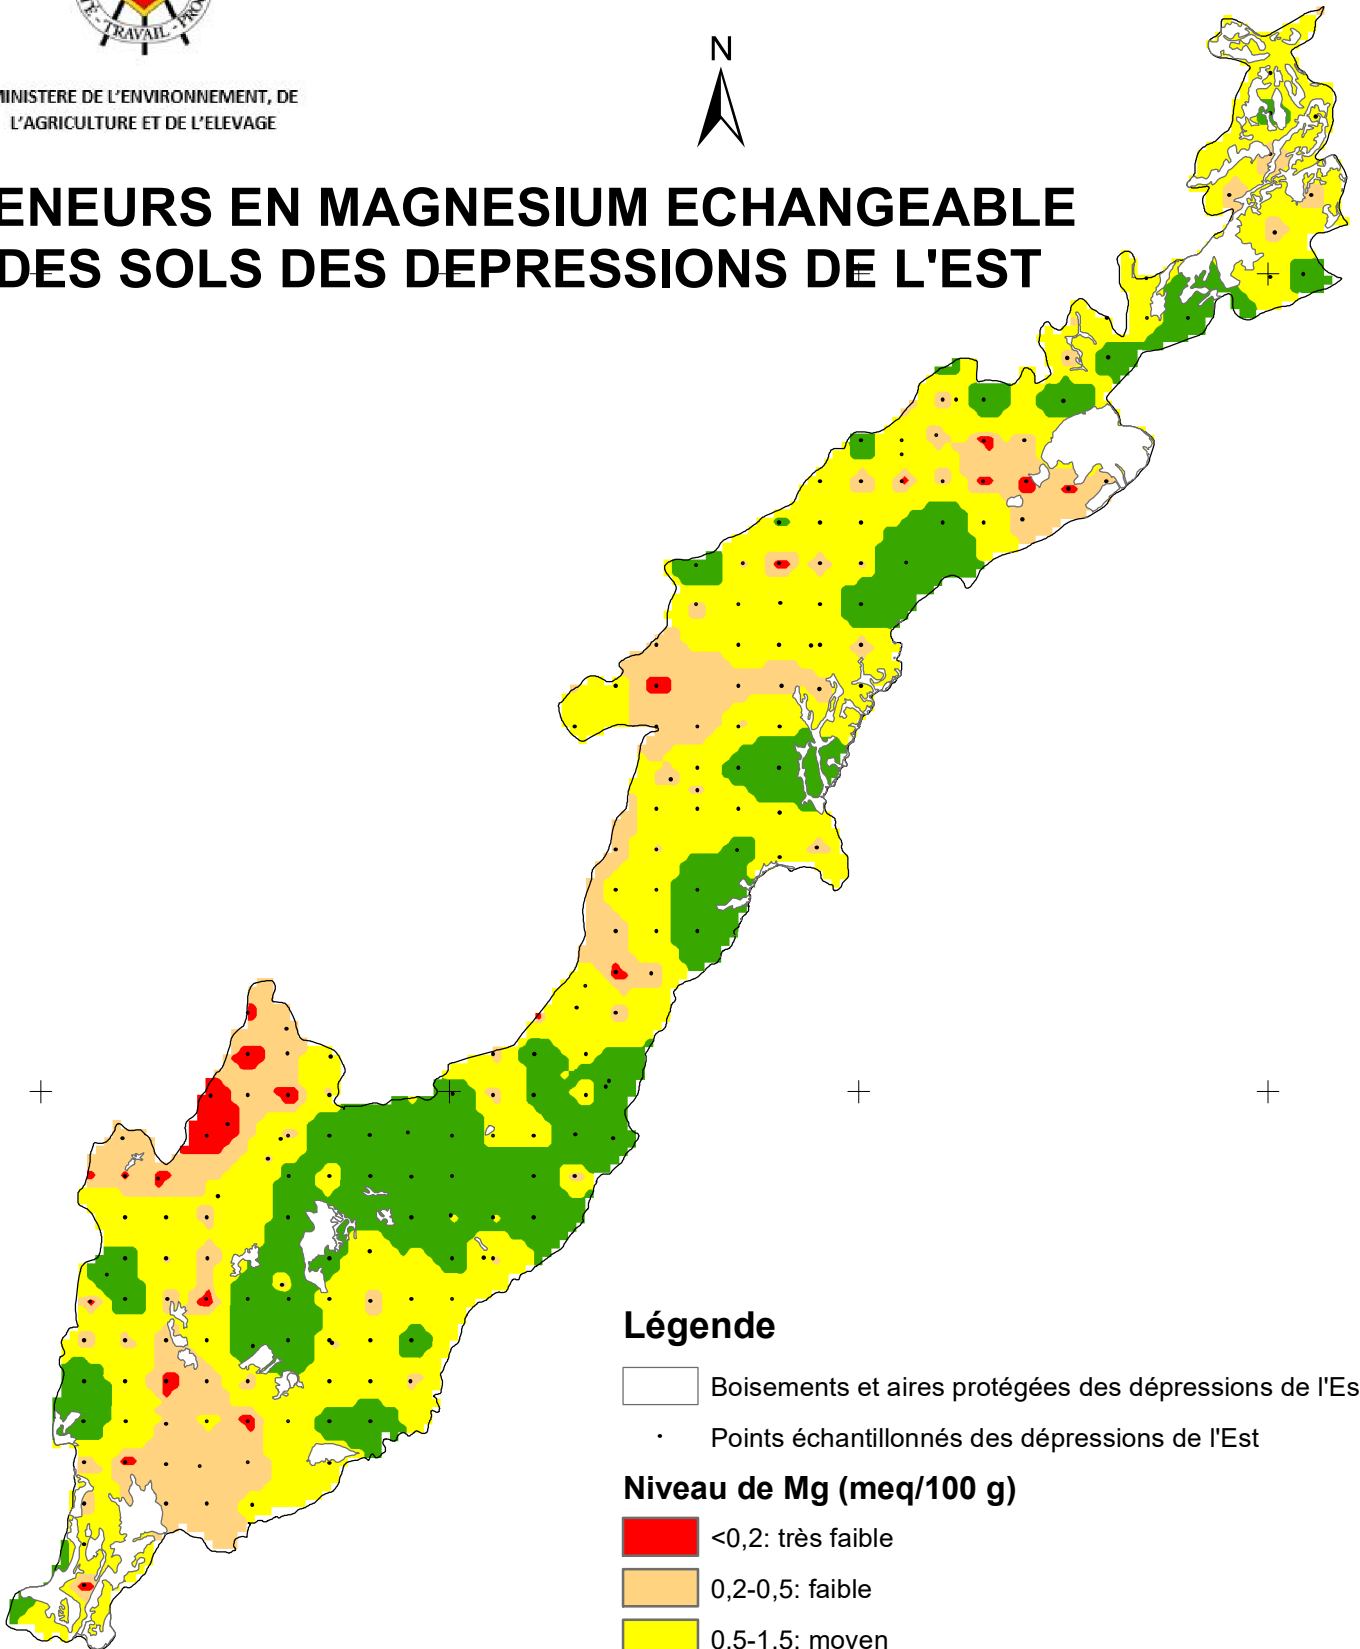 TE - TRAVAIL - PRO
MINISTERE DE L'ENVIRONNEMENT, DE
L'AGRICULTURE ET DE L'ELEVAGE
N
ENEURS EN MAGNESIUM ECHANGEABLE
DES SOLS DES DEPRESSIONS DE L'EST
Légende
Boisements et aires protégées des dépressions de l'Es
Points échantillonnés des dépressions de l'Est
Niveau de Mg (meq/100 g)
<0,2: très faible
0,2-0,5: faible
0,5-1,5: moyen